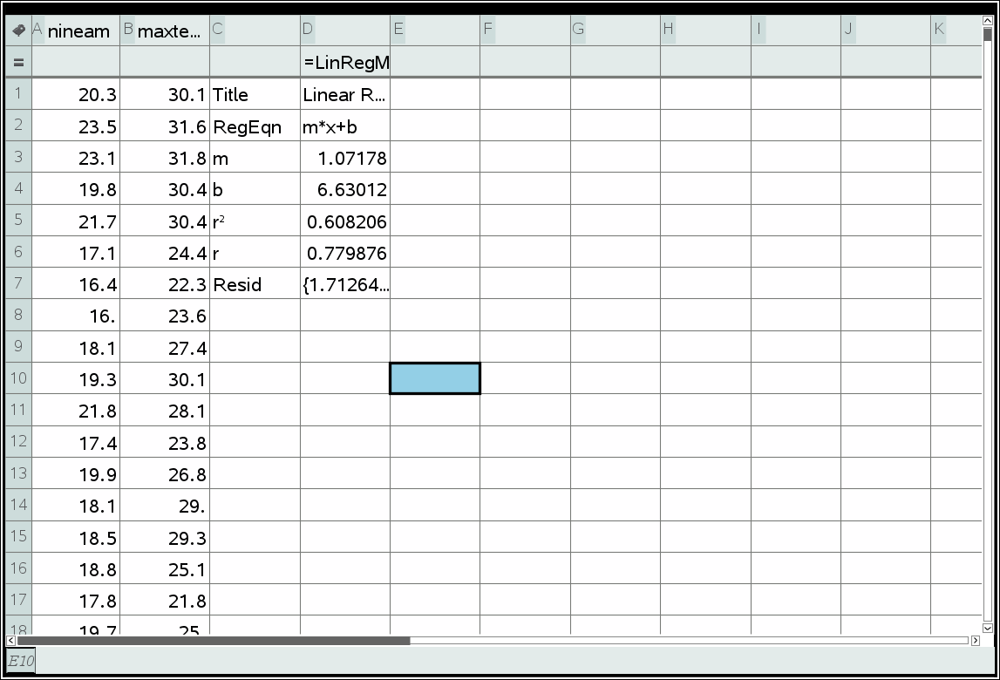 A nineam B maxte... C D E F G H I J K
= =LinRegM
1 20.3 30.1 Title Linear R...
2 23.5 31.6 RegEqn m*x+b
3 23.1 31.8 m 1.07178
4 19.8 30.4 b 6.63012
5 21.7 30.4 r² 0.608206
6 17.1 24.4 r 0.779876
7 16.4 22.3 Resid {1.71264...
8 16. 23.6
9 18.1 27.4
10 19.3 30.1
11 21.8 28.1
12 17.4 23.8
13 19.9 26.8
14 18.1 29.
15 18.5 29.3
16 18.8 25.1
17 17.8 21.8
18 19.7 25.
E10